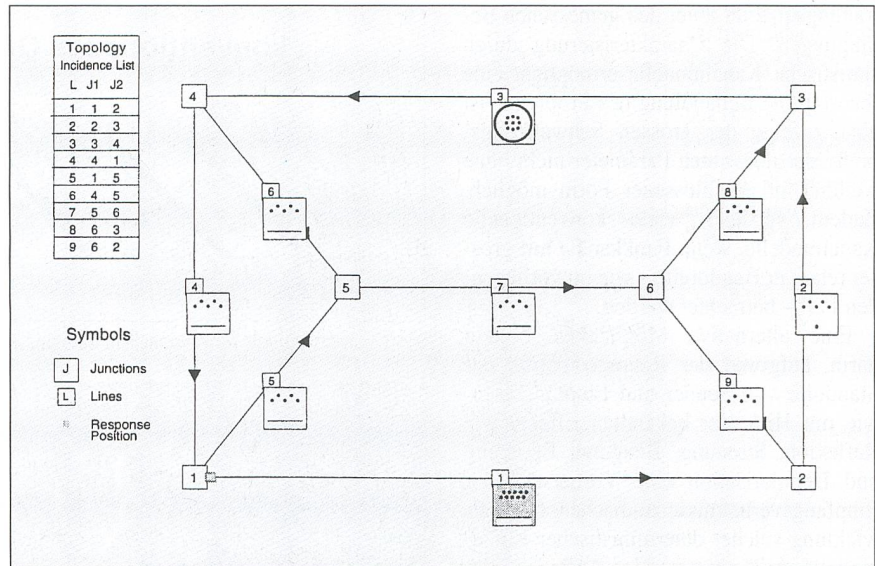 Topology
Incidence List
L J1 J2
1 1 2
2 2 3
3 3 4
4 4 1
5 1 5
6 4 5
7 5 6
8 6 3
9 6 2
Symbols
J Junctions
L Lines
Response
Position
4
3
3
6
8
4
5
7
6
2
5
9
1
1
2